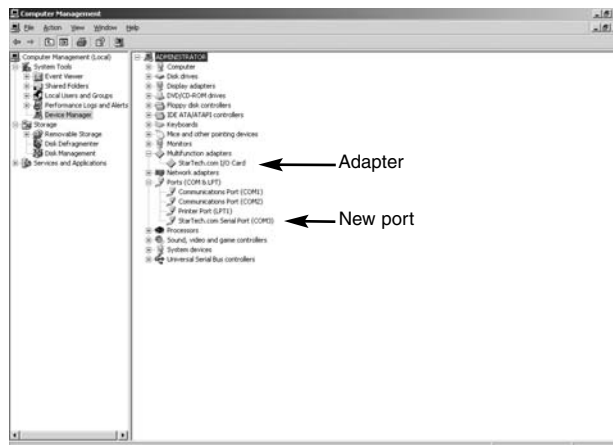 Computer Management
File Action View Window Help
Computer Management (Local)
System Tools
Event Viewer
Shared Folders
Local Users and Groups
Performance Logs and Alerts
Device Manager
Storage
Removable Storage
Disk Defragmenter
Disk Management
Services and Applications
ADMINISTRATOR
Computer
Disk drives
Display adapters
DVD/CD-ROM drives
Floppy disk controllers
IDE ATA/ATAPI controllers
Keyboards
Mice and other pointing devices
Monitors
Multifunction adapters
StarTech.com I/O Card
Adapter
Network adapters
Ports (COM & LPT)
Communications Port (COM1)
Communications Port (COM2)
Printer Port (LPT1)
StarTech.com Serial Port (COM3)
New port
Processors
Sound, video and game controllers
System devices
Universal Serial Bus controllers